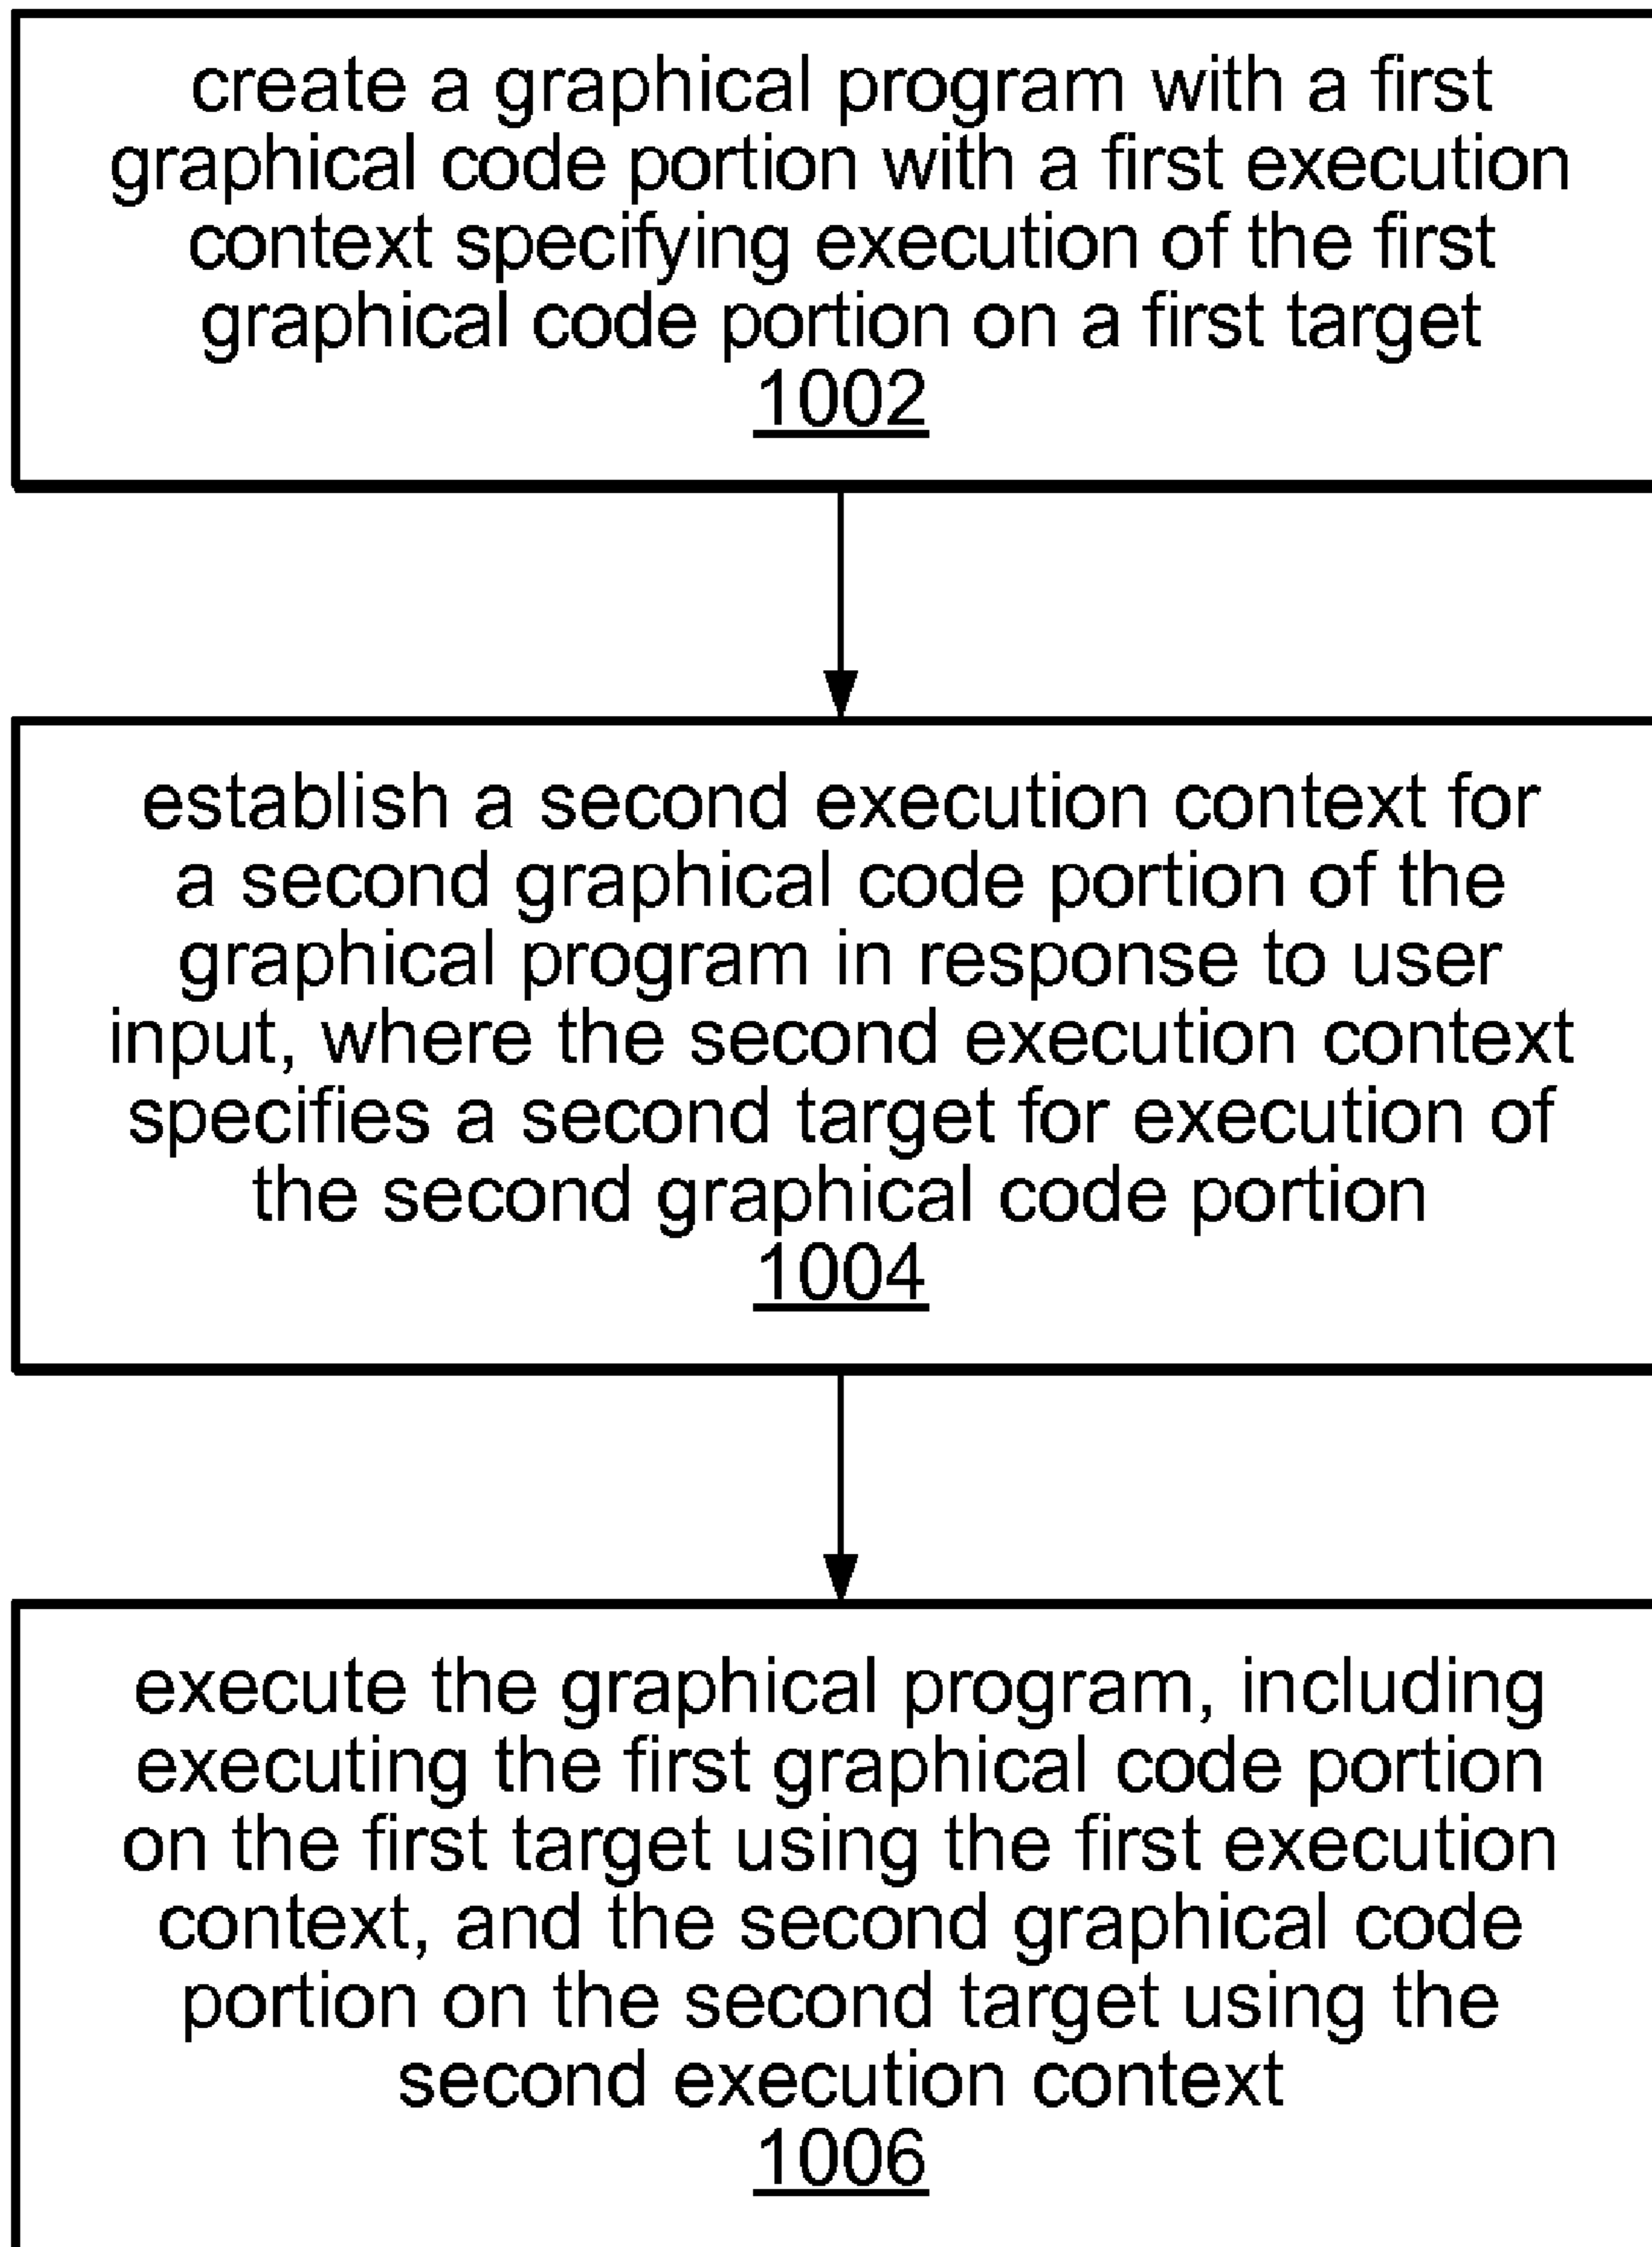 create a graphical program with a first
graphical code portion with a first execution
context specifying execution of the first
graphical code portion on a first target
1002
establish a second execution context for
a second graphical code portion of the
graphical program in response to user
input, where the second execution context
specifies a second target for execution of
the second graphical code portion
1004
execute the graphical program, including
executing the first graphical code portion
on the first target using the first execution
context, and the second graphical code
portion on the second target using the
second execution context
1006